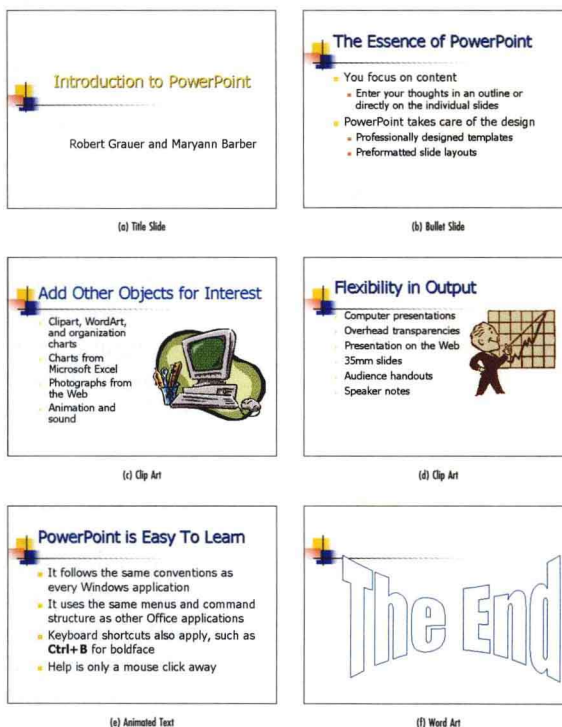 Introduction to PowerPoint
Robert Grauer and Maryann Barber
(a) Title Slide
The Essence of PowerPoint
You focus on content
Enter your thoughts in an outline or
directly on the individual slides
PowerPoint takes care of the design
Professionally designed templates
Preformatted slide layouts
(b) Bullet Slide
Add Other Objects for Interest
Clipart, WordArt,
and organization
charts
Charts from
Microsoft Excel
Photographs from
the Web
Animation and
sound
(c) Clip Art
Flexibility in Output
Computer presentations
Overhead transparencies
Presentation on the Web
35mm slides
Audience handouts
Speaker notes
(d) Clip Art
PowerPoint is Easy To Learn
It follows the same conventions as
every Windows application
It uses the same menus and command
structure as other Office applications
Keyboard shortcuts also apply, such as
Ctrl+B for boldface
Help is only a mouse click away
(e) Animated Text
The End
(f) Word Art